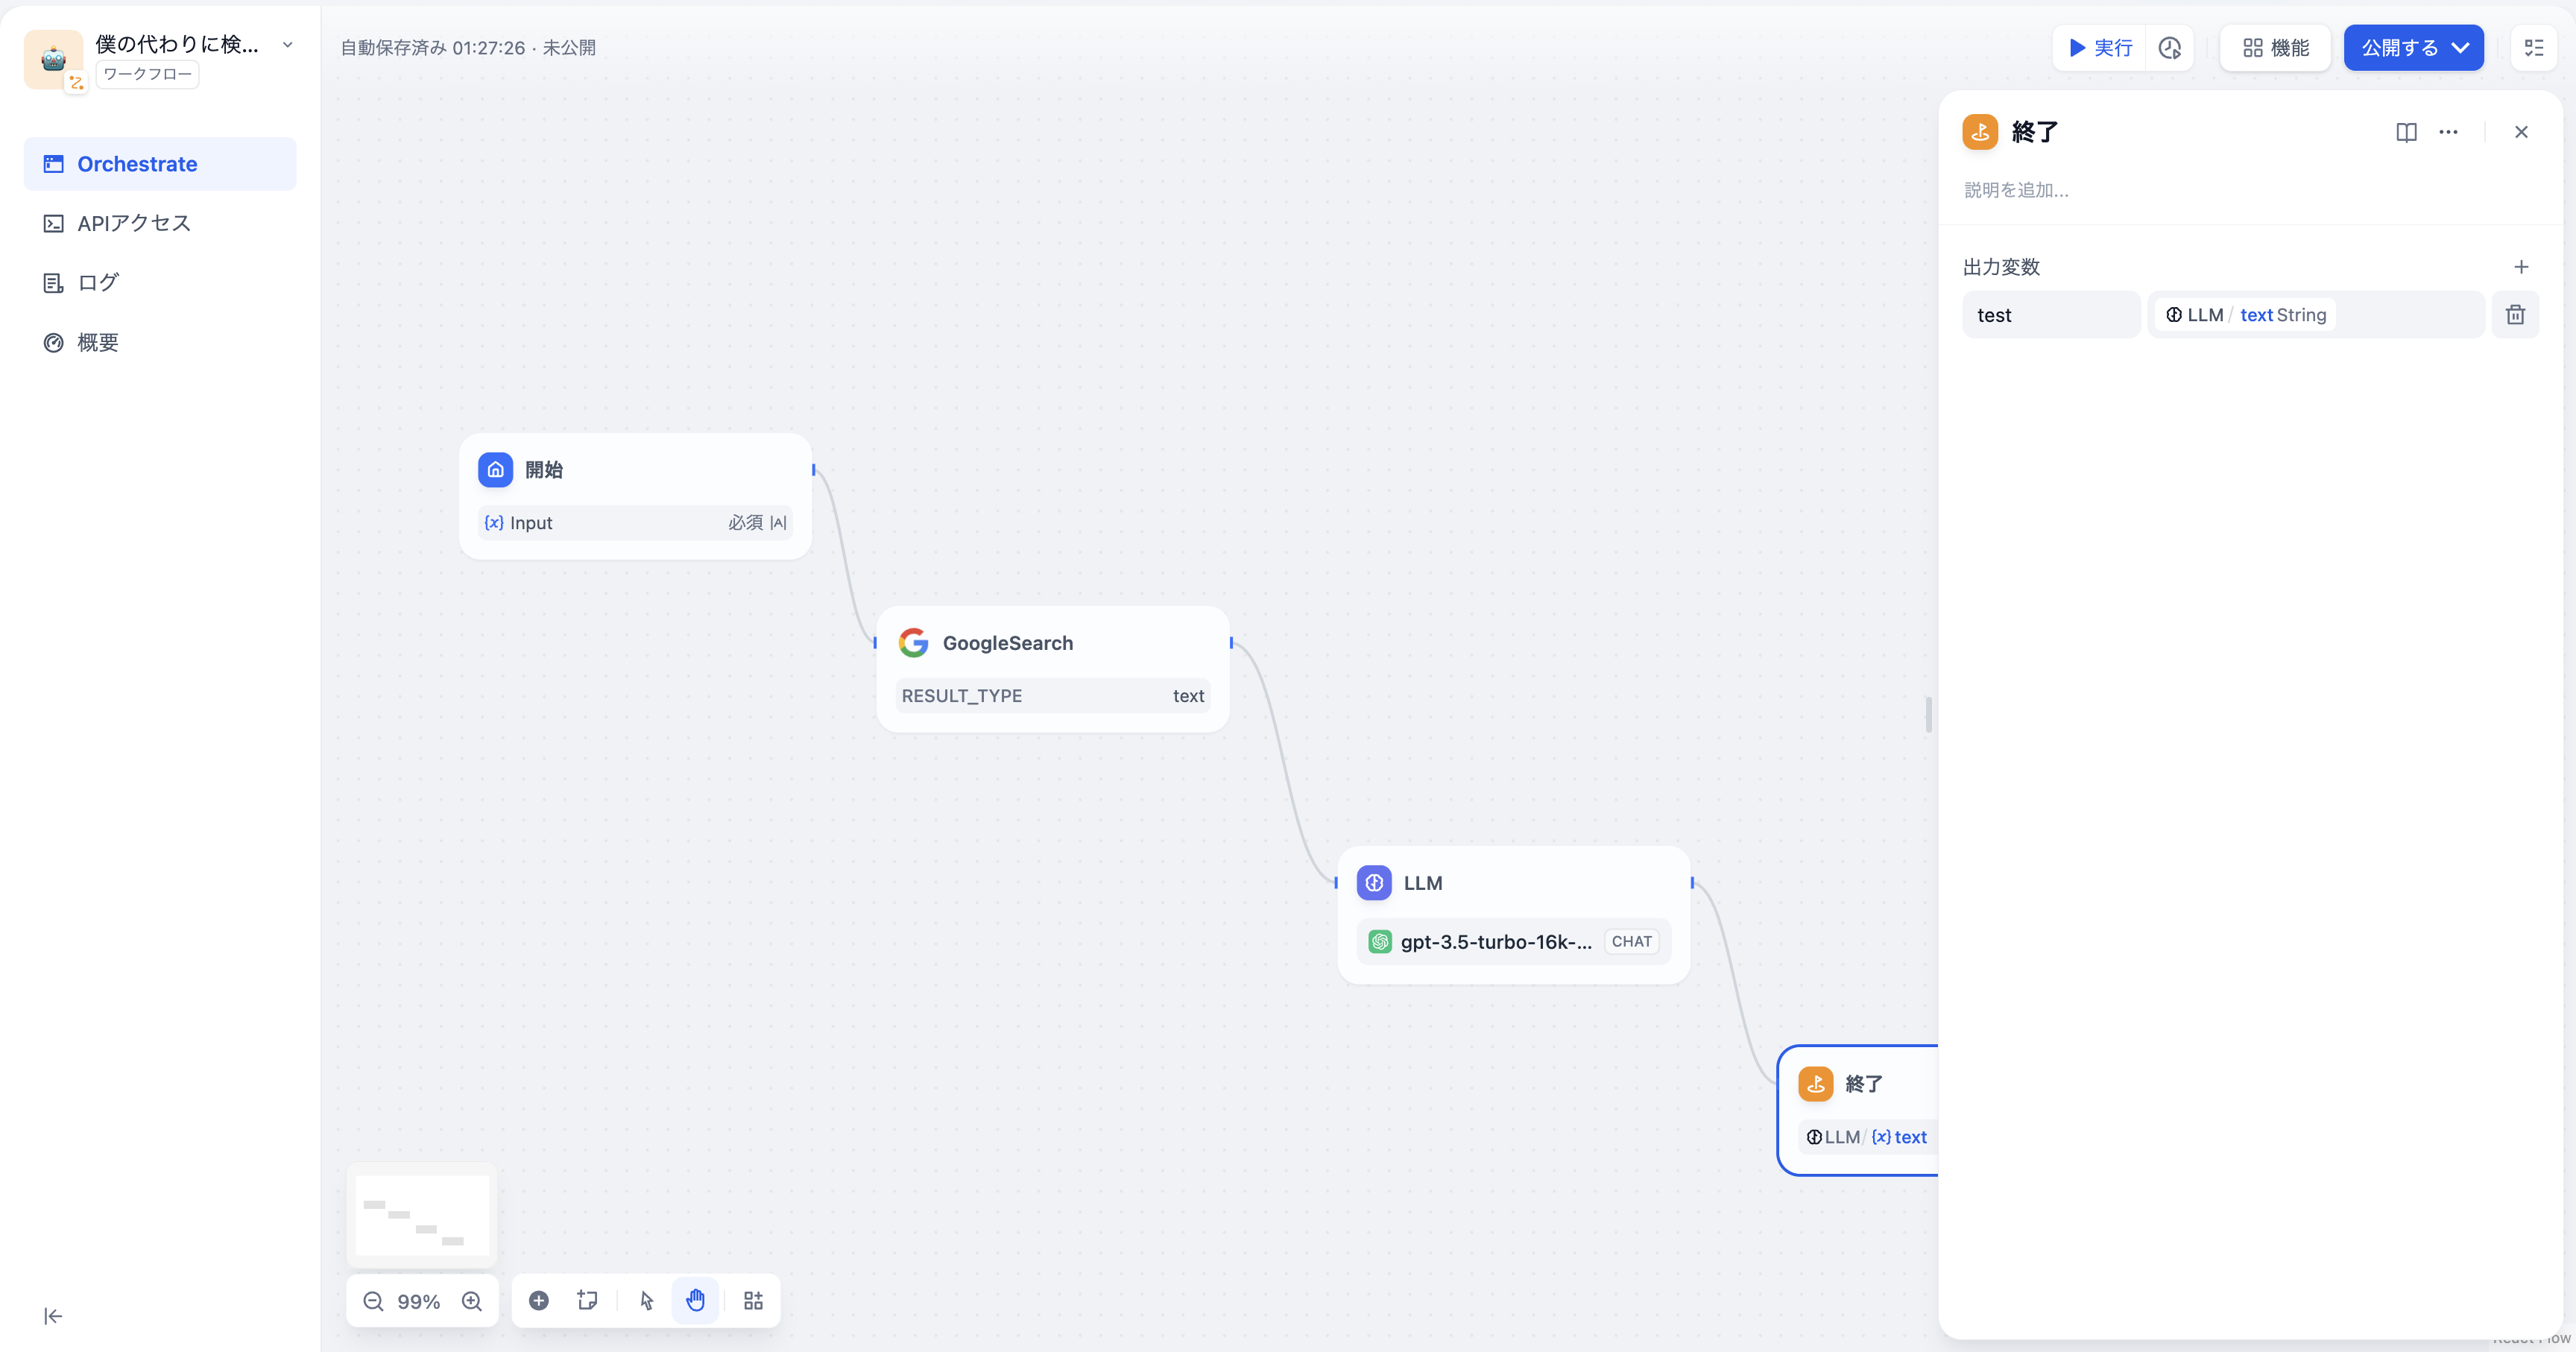 僕の代わりに検...
ワークフロー
Orchestrate
APIアクセス
ログ
概要
自動保存済み 01:27:26 · 未公開
実行
機能
公開する
開始
{x} Input 必須
GoogleSearch
RESULT_TYPE text
LLM
gpt-3.5-turbo-16k-... CHAT
終了
LLM / {x} text
99%
終了
説明を追加...
出力変数
test LLM / text String
React Flow